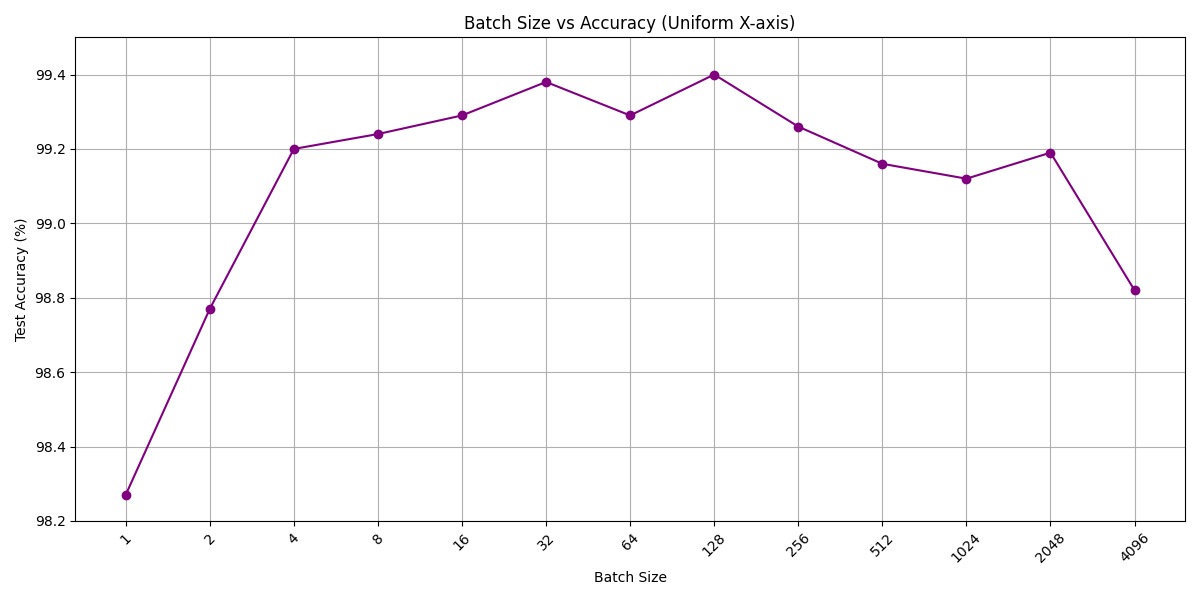 Batch Size vs Accuracy (Uniform X-axis)
Test Accuracy (%)
99.4
99.2
99.0
98.8
98.6
98.4
98.2
1 2 4 8 16 32 64 128 256 512 1024 2048 4096
Batch Size